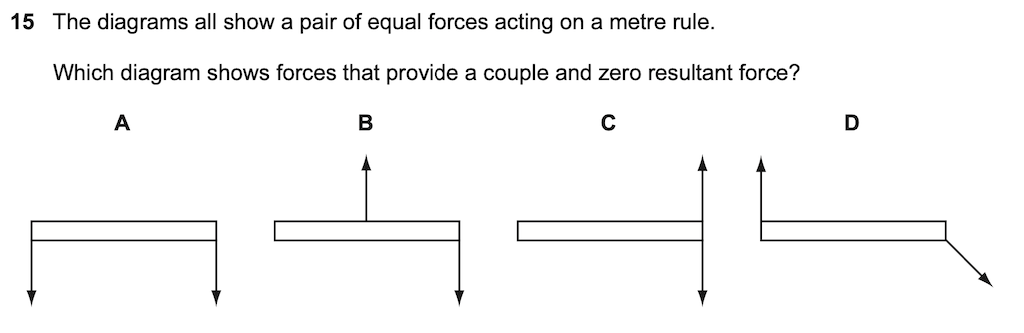 15 The diagrams all show a pair of equal forces acting on a metre rule.
Which diagram shows forces that provide a couple and zero resultant force?
A B C D